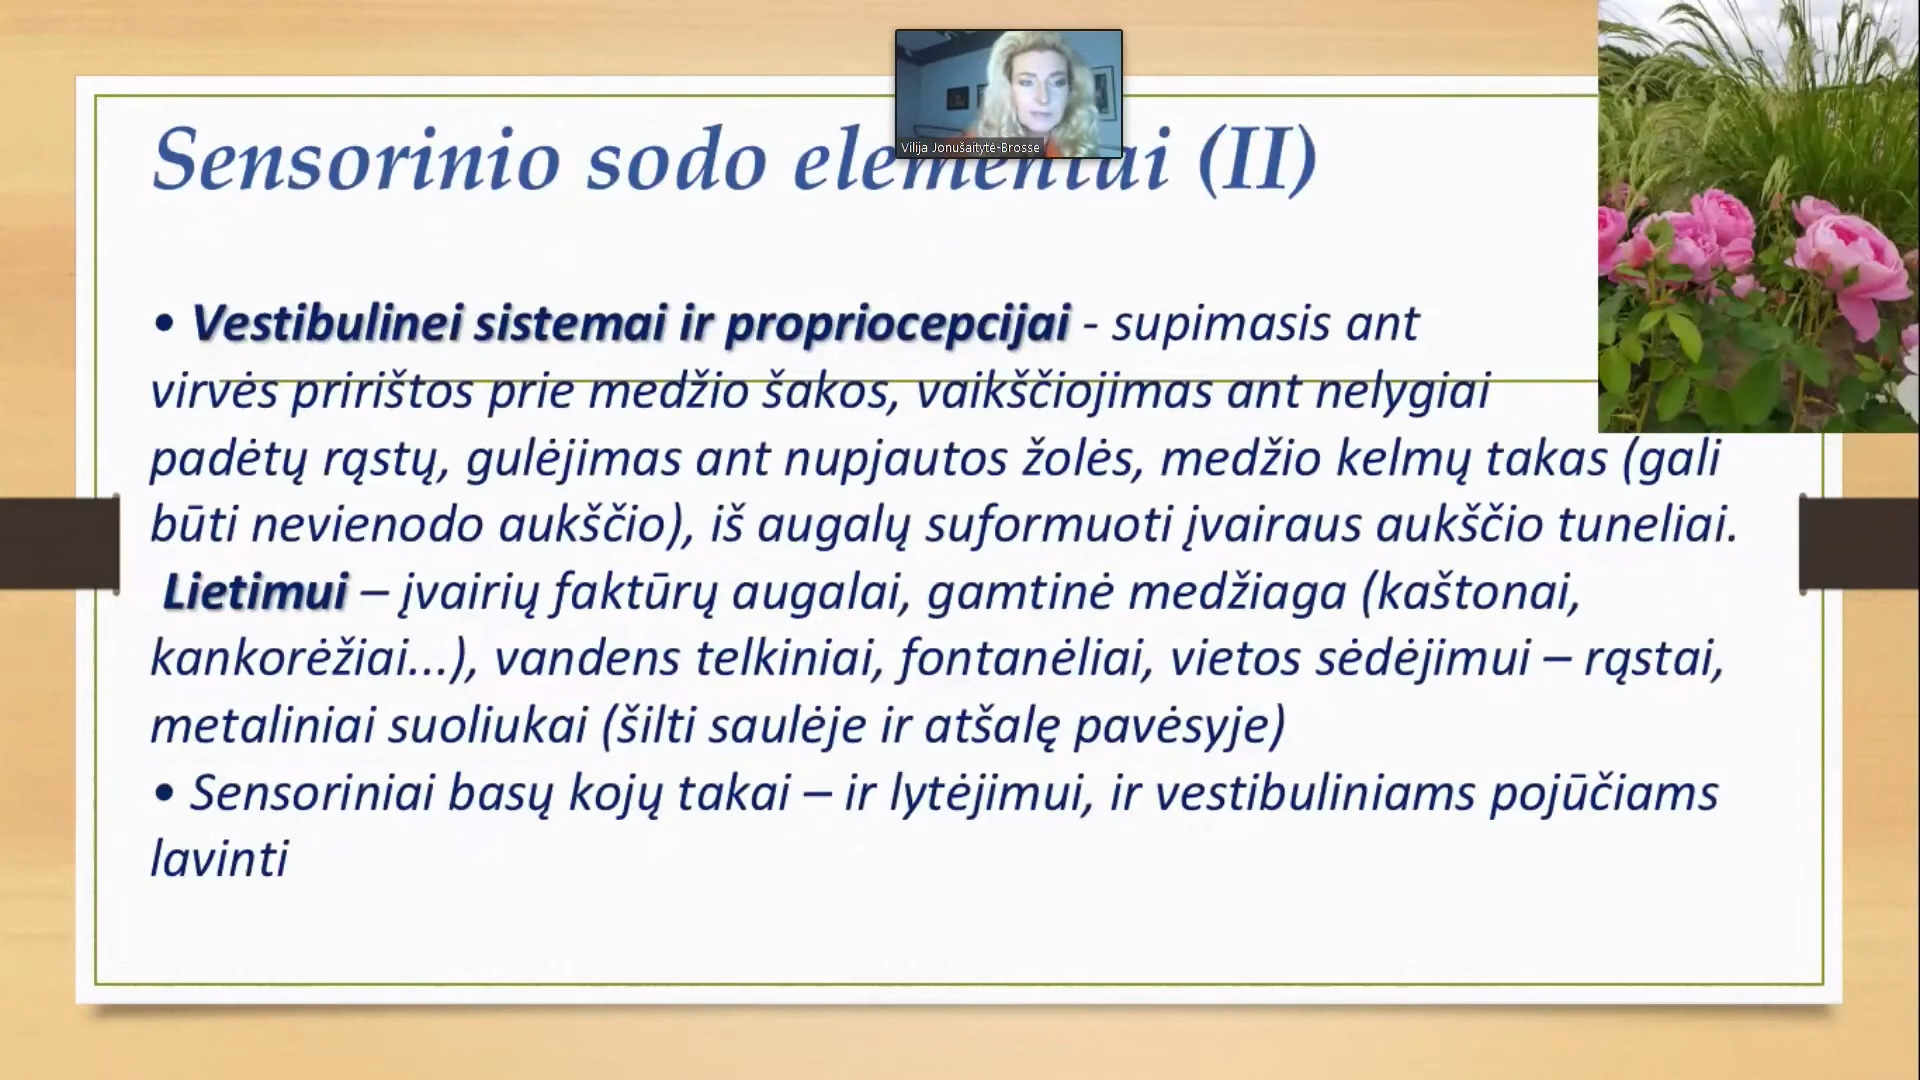 Vilija Jonušaitytė-Brosse
Sensorinio sodo elementai (II)
• Vestibulinei sistemai ir propriocepcijai - supimasis ant
virvės pririštos prie medžio šakos, vaikščiojimas ant nelygiai
padėtų rąstų, gulėjimas ant nupjautos žolės, medžio kelmų takas (gali
būti nevienodo aukščio), iš augalų suformuoti įvairaus aukščio tuneliai.
Lietimui – įvairių faktūrų augalai, gamtinė medžiaga (kaštonai,
kankorėžiai...), vandens telkiniai, fontanėliai, vietos sėdėjimui – rąstai,
metaliniai suoliukai (šilti saulėje ir atšalę pavėsyje)
• Sensoriniai basų kojų takai – ir lytėjimui, ir vestibuliniams pojūčiams
lavinti